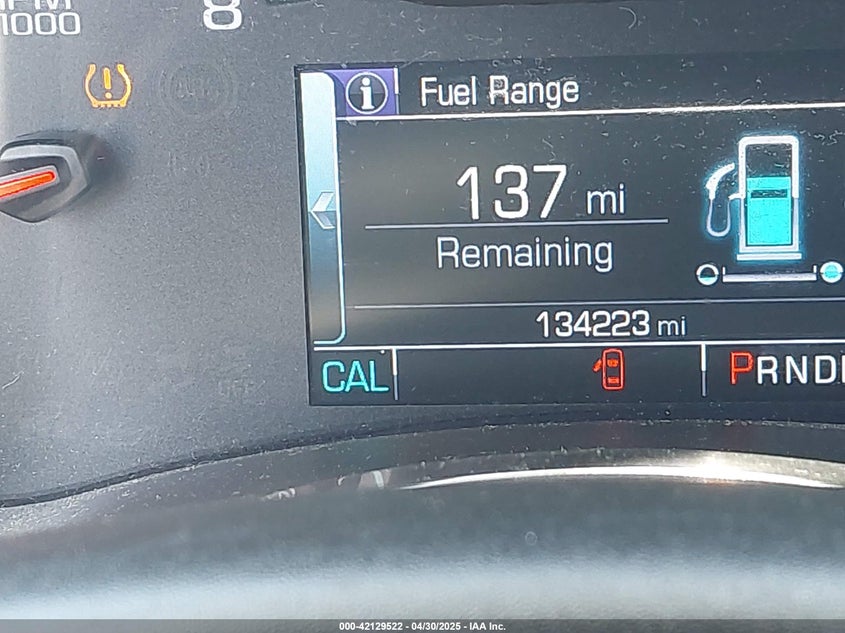 RPM
1000
8
Fuel Range
137 mi
Remaining
134223 mi
CAL
PRND
000-42129522 - 04/30/2025 - IAA Inc.